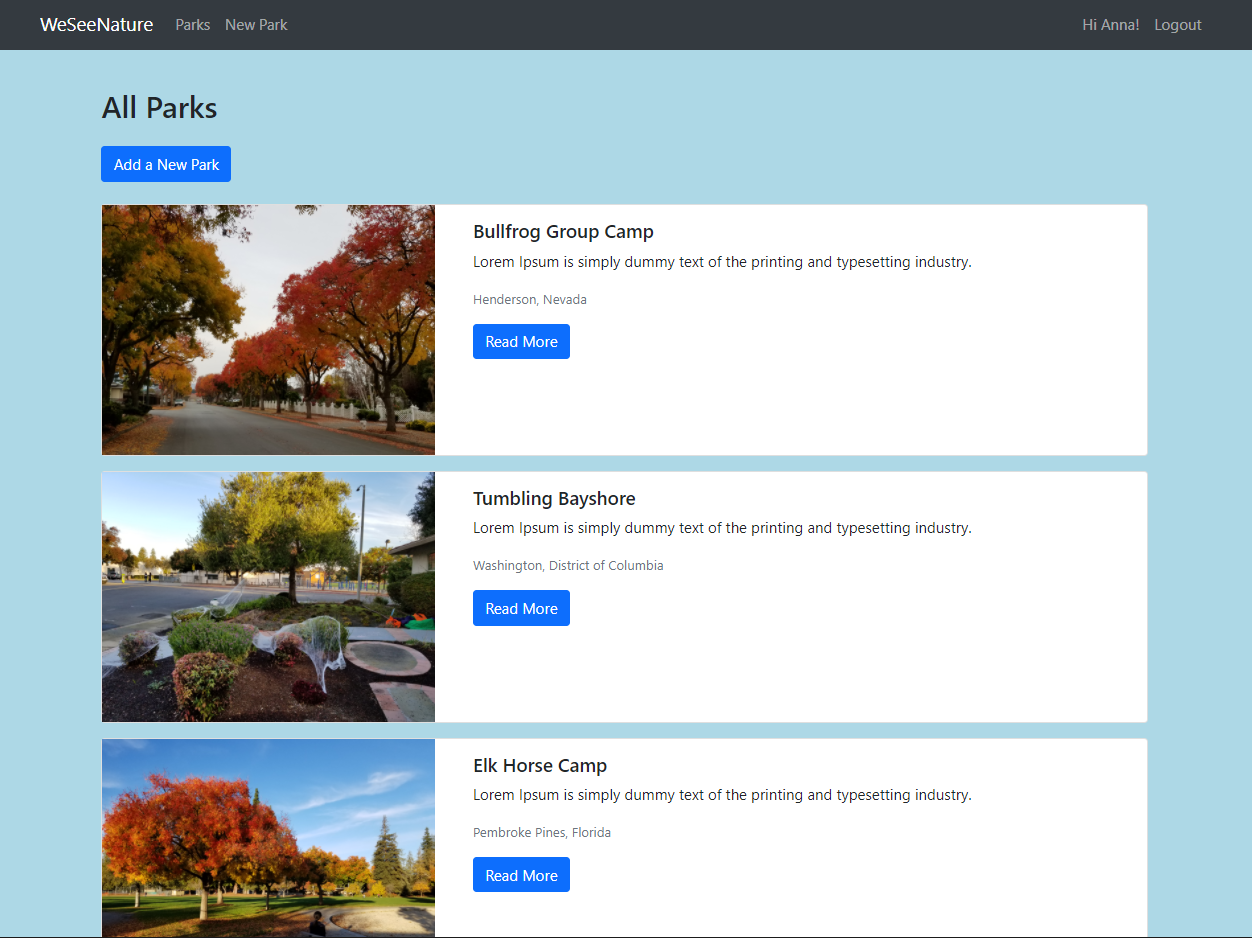 WeSeeNature Parks New Park Hi Anna! Logout
All Parks
Add a New Park
Bullfrog Group Camp
Lorem Ipsum is simply dummy text of the printing and typesetting industry.
Henderson, Nevada
Read More
Tumbling Bayshore
Lorem Ipsum is simply dummy text of the printing and typesetting industry.
Washington, District of Columbia
Read More
Elk Horse Camp
Lorem Ipsum is simply dummy text of the printing and typesetting industry.
Pembroke Pines, Florida
Read More